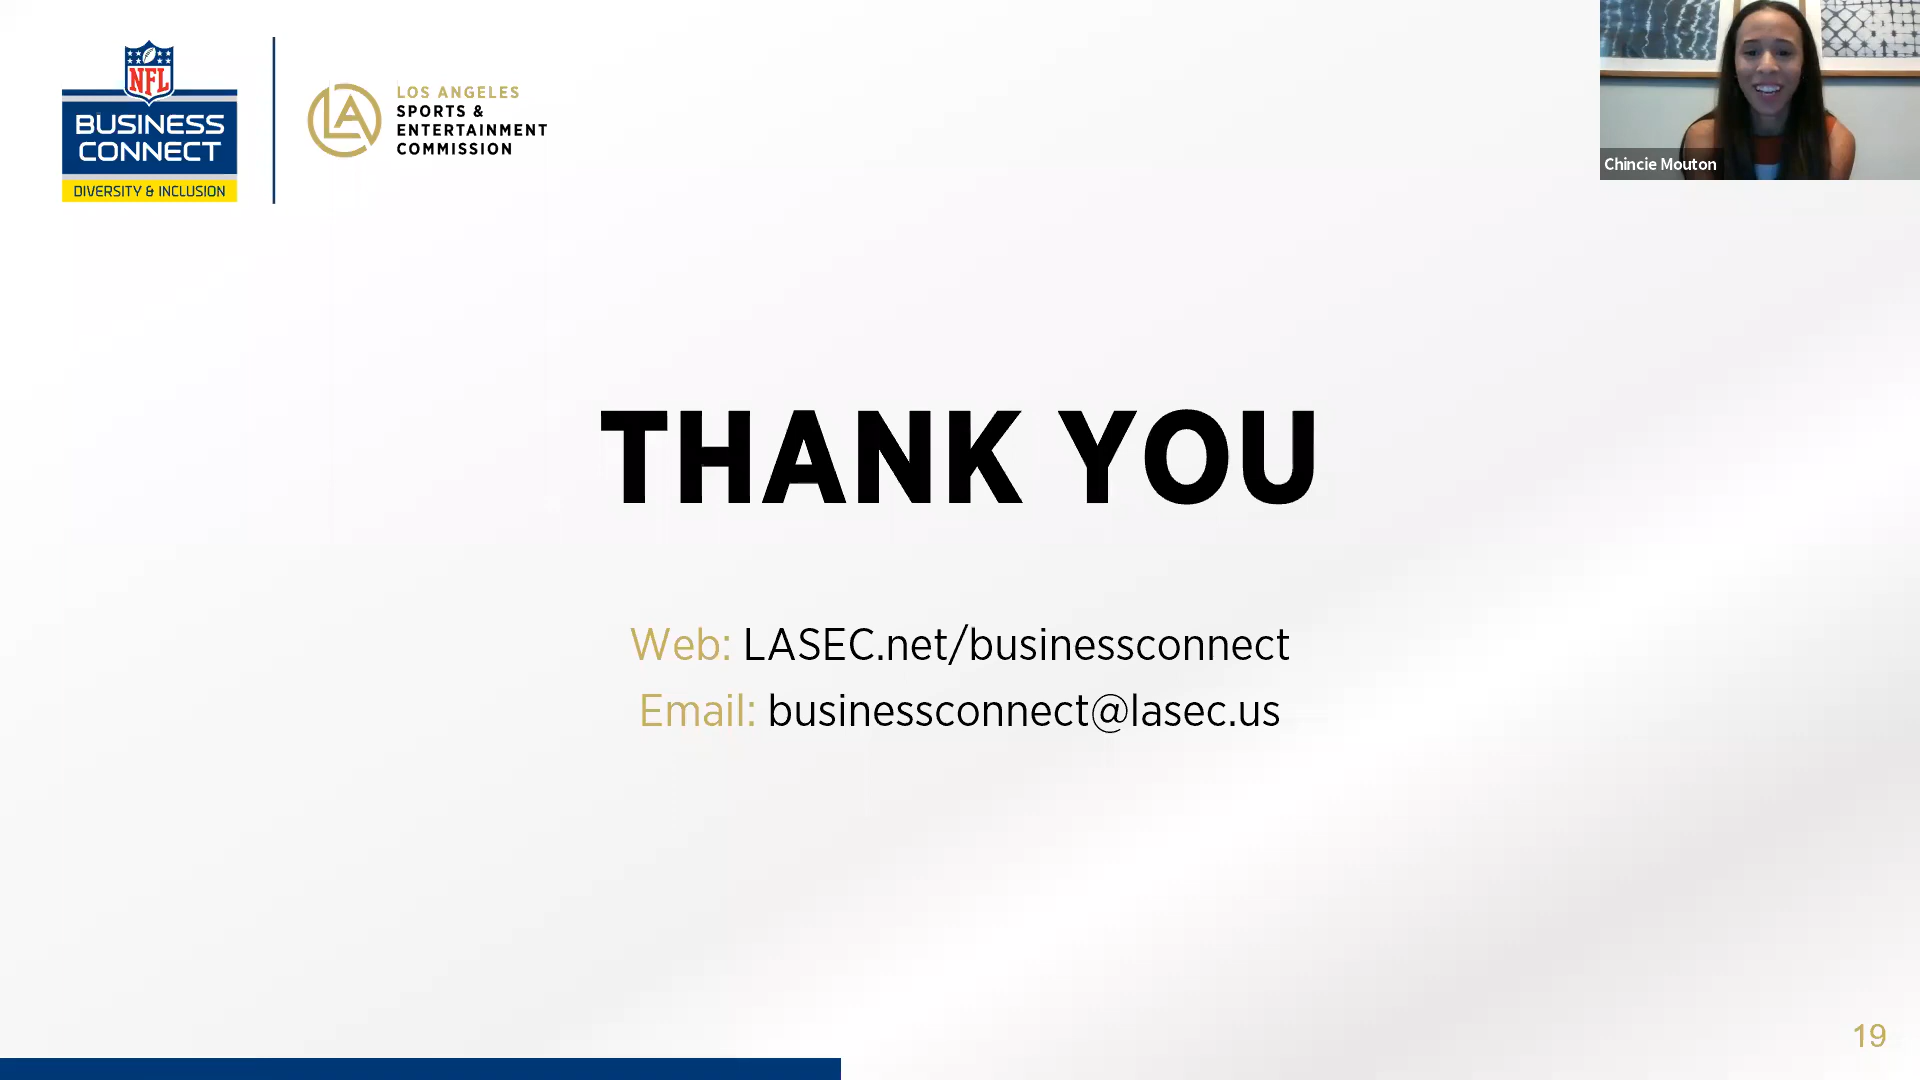 NFL
BUSINESS
CONNECT
DIVERSITY & INCLUSION
LA
LOS ANGELES
SPORTS &
ENTERTAINMENT
COMMISSION
Chincie Mouton
THANK YOU
Web: LASEC.net/businessconnect
Email: businessconnect@lasec.us
19